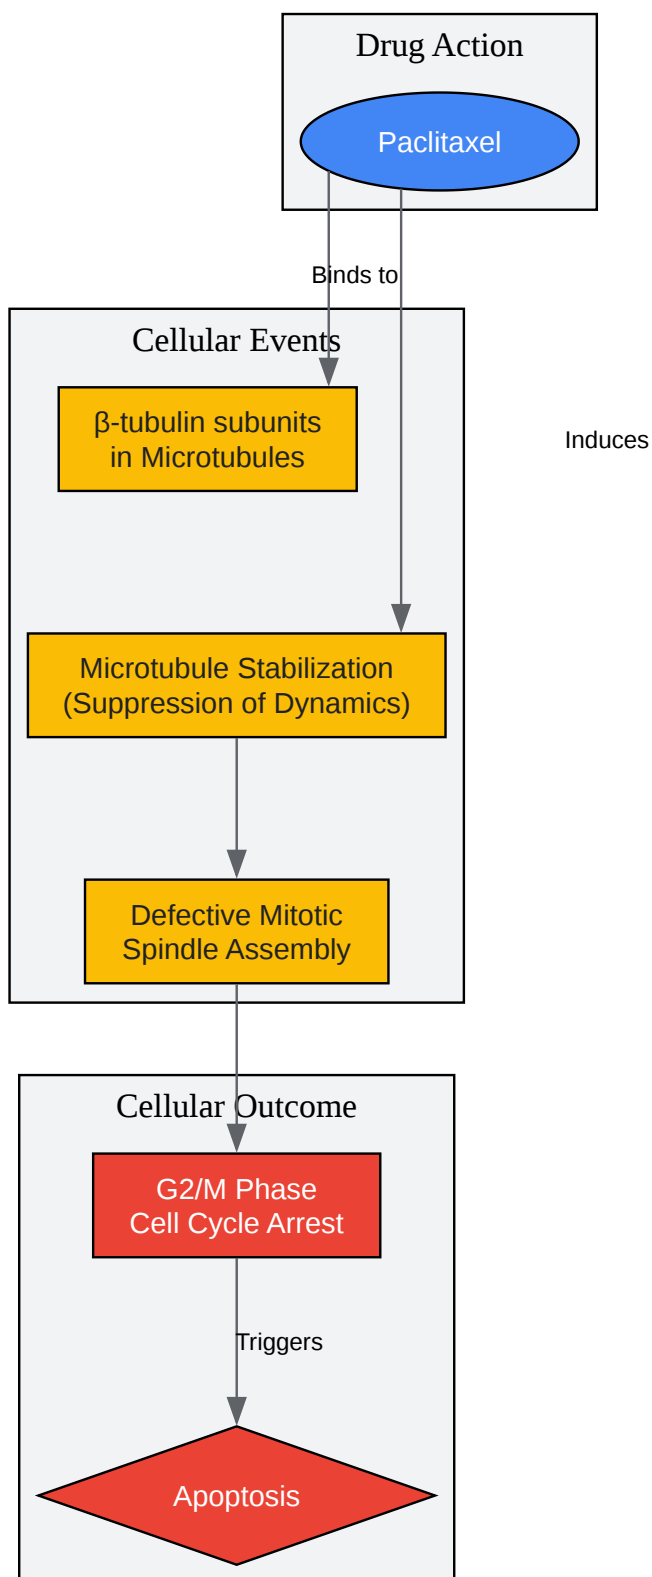 Drug Action
Paclitaxel
Binds to
Cellular Events
β-tubulin subunits
in Microtubules
Induces
Microtubule Stabilization
(Suppression of Dynamics)
Defective Mitotic
Spindle Assembly
Cellular Outcome
G2/M Phase
Cell Cycle Arrest
Triggers
Apoptosis